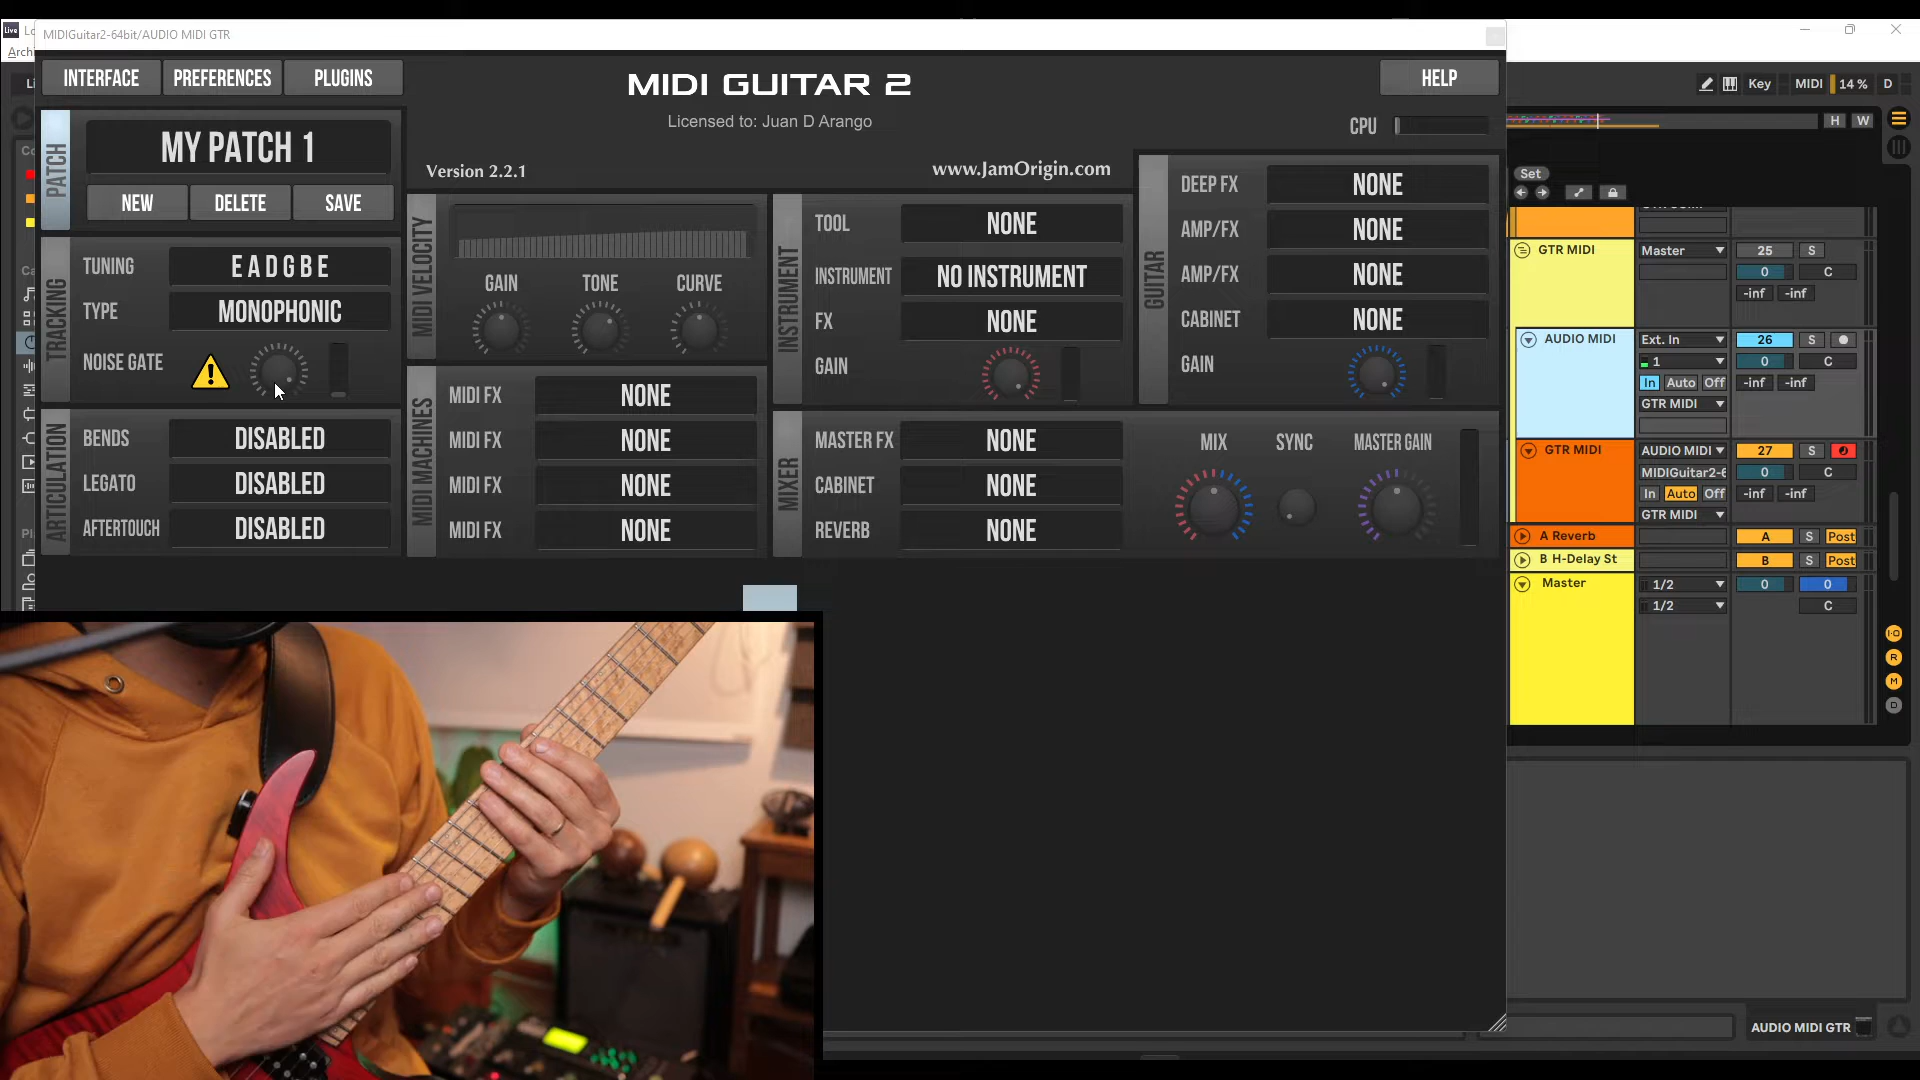 MIDIGuitar2-64bit/AUDIO MIDI GTR
Live
Archi
INTERFACE
PREFERENCES
PLUGINS
MIDI GUITAR 2
HELP
Licensed to: Juan D Arango
CPU
Version 2.2.1
www.JamOrigin.com
PATCH
MY PATCH 1
NEW
DELETE
SAVE
TRACKING
TUNING
E A D G B E
TYPE
MONOPHONIC
NOISE GATE
ARTICULATION
BENDS
DISABLED
LEGATO
DISABLED
AFTERTOUCH
DISABLED
MIDI VELOCITY
GAIN
TONE
CURVE
MIDI MACHINES
MIDI FX
NONE
MIDI FX
NONE
MIDI FX
NONE
MIDI FX
NONE
INSTRUMENT
TOOL
NONE
INSTRUMENT
NO INSTRUMENT
FX
NONE
GAIN
GUITAR
DEEP FX
NONE
AMP/FX
NONE
AMP/FX
NONE
CABINET
NONE
GAIN
MIXER
MASTER FX
NONE
CABINET
NONE
REVERB
NONE
MIX
SYNC
MASTER GAIN
Key
MIDI
14 %
D
H
W
Set
GTR MIDI
Master
25
S
0
C
-inf
-inf
AUDIO MIDI
Ext. In
26
S
1
0
C
In
Auto
Off
-inf
-inf
GTR MIDI
GTR MIDI
AUDIO MIDI
27
S
MIDIGuitar2-6
0
C
In
Auto
Off
-inf
-inf
GTR MIDI
A Reverb
A
S
Post
B H-Delay St
B
S
Post
Master
1/2
0
0
1/2
C
I·O
R
M
D
AUDIO MIDI GTR